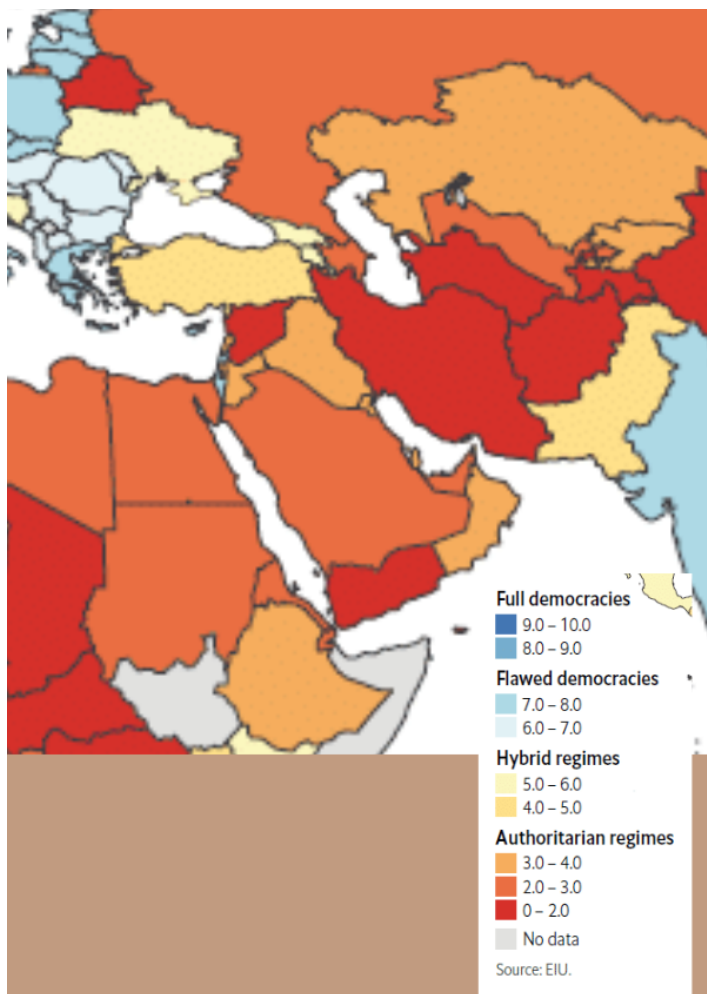 Full democracies
9.0 – 10.0
8.0 – 9.0
Flawed democracies
7.0 – 8.0
6.0 – 7.0
Hybrid regimes
5.0 – 6.0
4.0 – 5.0
Authoritarian regimes
3.0 – 4.0
2.0 – 3.0
0 – 2.0
No data
Source: EIU.